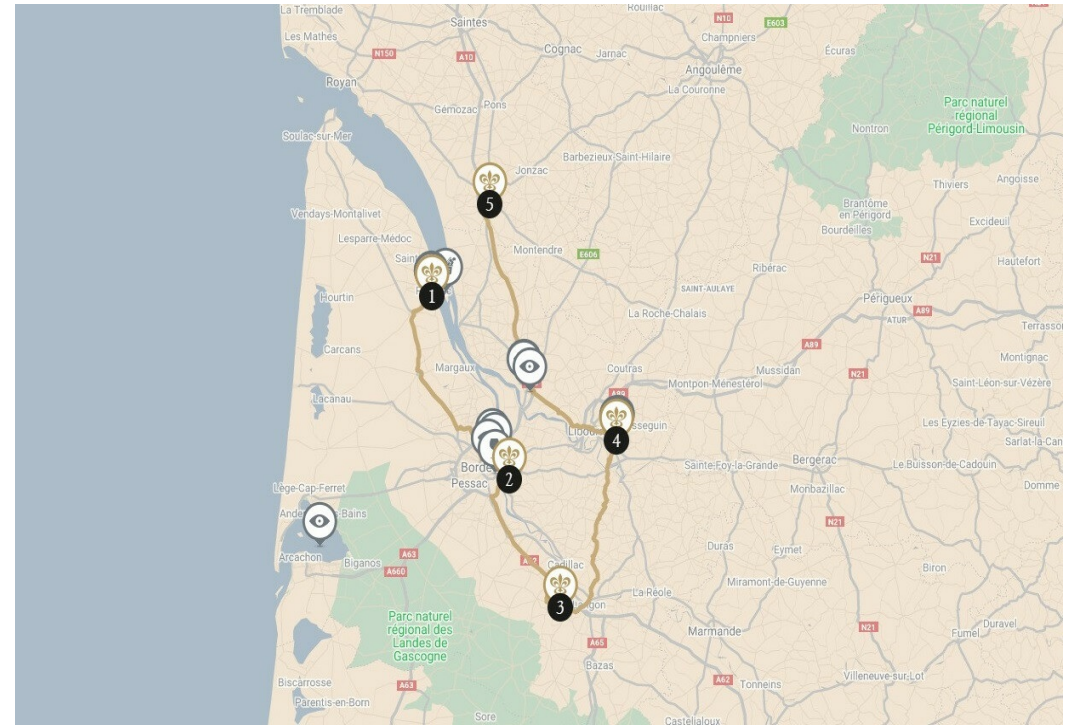 La Tremblade
Saintes
Rouillac
N10
E603
Les Mathes
N150
A10
Cognac
Jarnac
Champniers
Écuras
Angoulême
Royan
La Couronne
Gémozac
Pons
Parc naturel
régional
Périgord-Limousin
Soulac-sur-Mer
Nontron
Barbezieux-Saint-Hilaire
Jonzac
Angoisse
Thiviers
5
Brantôme
en Périgord
Bourdeilles
Vendays-Montalivet
Excideuil
Lesparre-Médoc
Montendre
E606
N21
Hautefort
Ribérac
1
Hourtin
SAINT-AULAYE
Périgueux
La Roche-Chalais
A89
ATUR
Carcans
A89
Montignac
Margaux
Coutras
Mussidan
N21
Montpon-Ménestérol
Saint-Léon-sur-Vézère
Lacanau
A89
Les Eyzies-de-Tayac-Sireuil
4
Bergerac
Sainte-Foy-la-Grande
Le Buisson-de-Cadouin
Pessac
2
Lège-Cap-Ferret
Monbazillac
Domme
N21
Arcachon
Biganos
A63
A660
Duras
Eymet
Cadillac
Biron
Miramont-de-Guyenne
La Réole
3
Parc naturel
régional des
Landes de
Gascogne
Marmande
N21
Duravel
Fumel
A65
Bazas
Biscarrosse
A63
A62
Tonneins
Villeneuve-sur-Lot
Parentis-en-Born
Sore
Casteljaloux